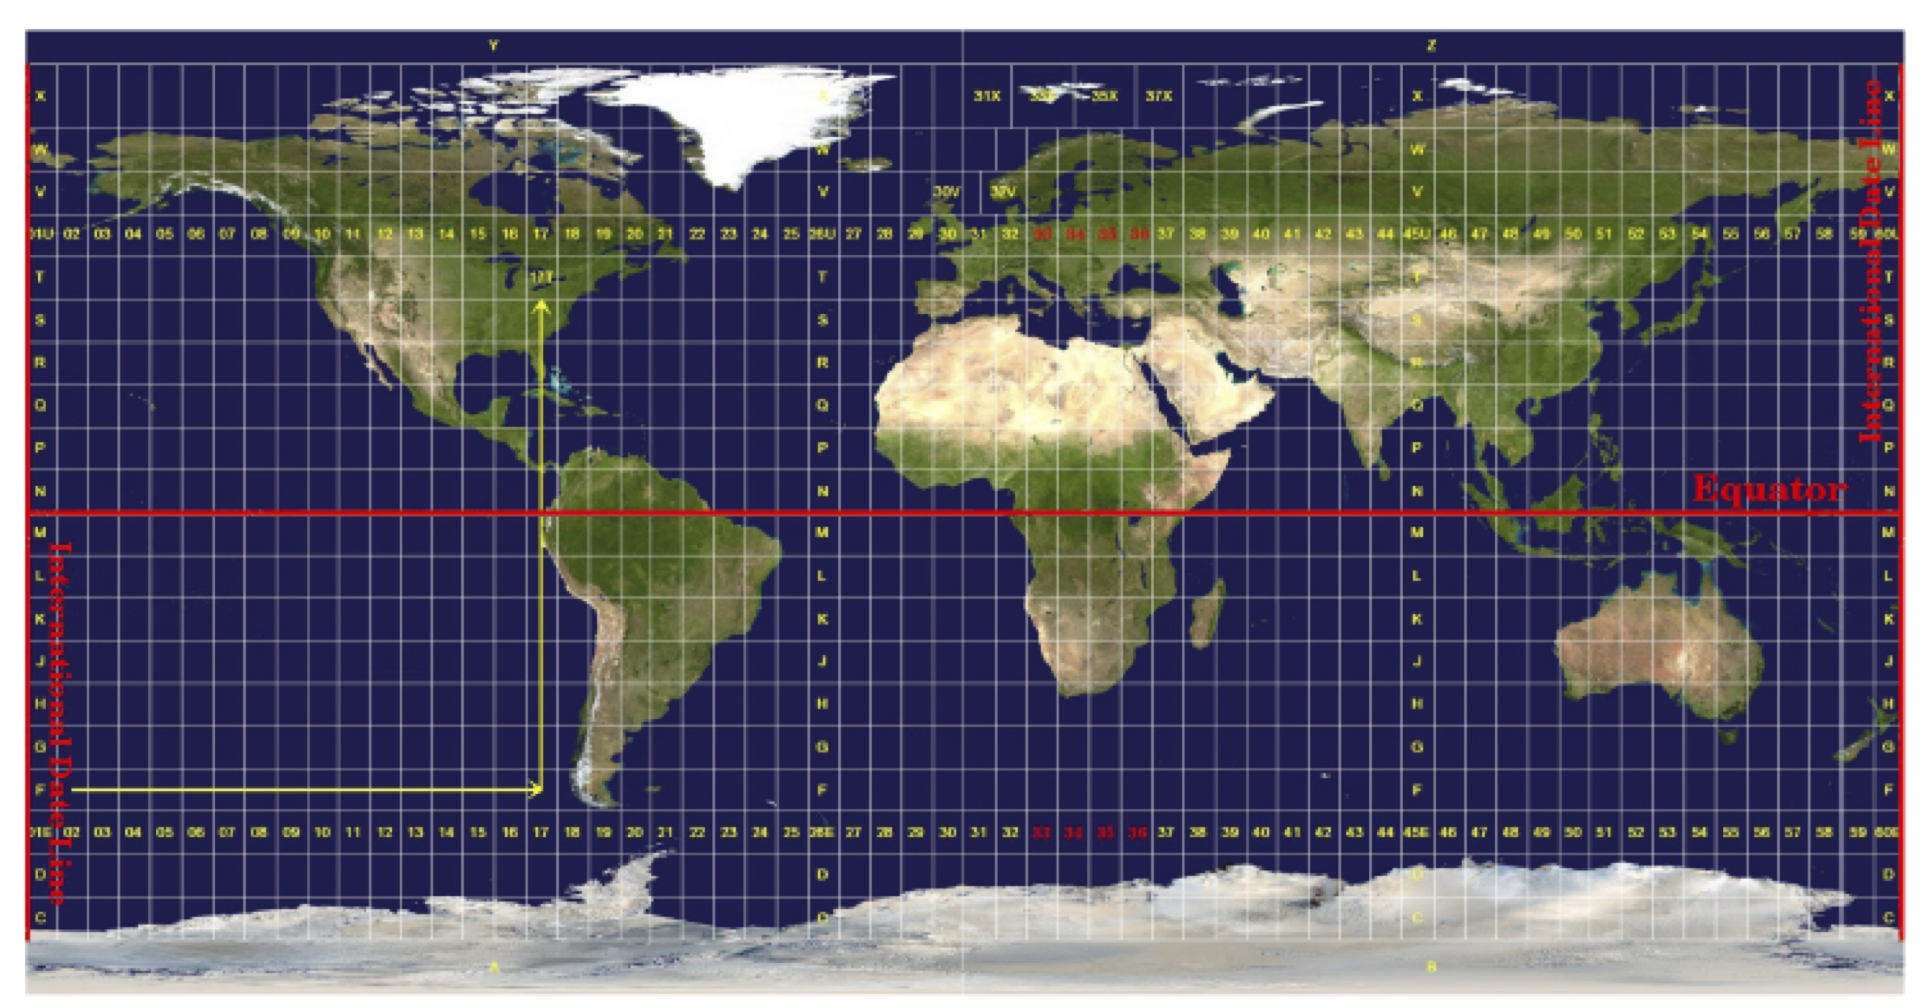 Y Z
X X 31X 33X 35X 37X X X
W W W W
V V 30V 32V V V
01U 02 03 04 05 06 07 08 09 10 11 12 13 14 15 16 17 18 19 20 21 22 23 24 25 26U 27 28 29 30 31 32 33 34 35 36 37 38 39 40 41 42 43 44 45U 46 47 48 49 50 51 52 53 54 55 56 57 58 59 60U
T 17T T T T
S S S S
R R R R
Q Q Q Q
P P P P
N N N N
Equator
M M M M
L L L L
K K K K
J J J J
H H H H
G G G G
F F F F
01E 02 03 04 05 06 07 08 09 10 11 12 13 14 15 16 17 18 19 20 21 22 23 24 25 26E 27 28 29 30 31 32 33 34 35 36 37 38 39 40 41 42 43 44 45E 46 47 48 49 50 51 52 53 54 55 56 57 58 59 60E
D D D D
C C C C
A B
International Date Line
International Date Line